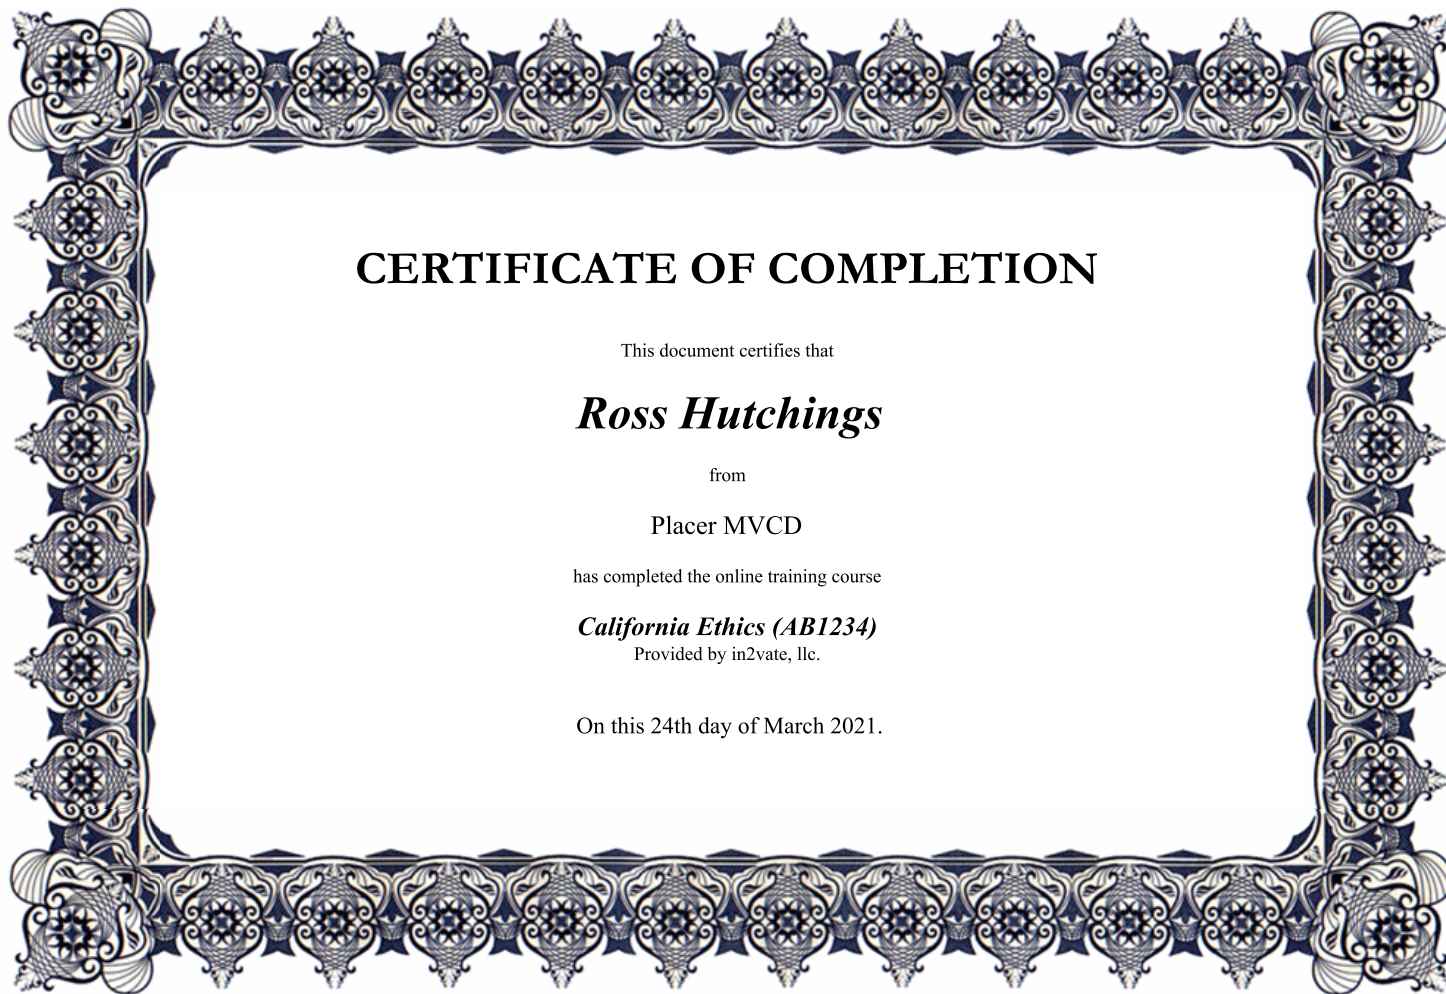 CERTIFICATE OF COMPLETION
This document certifies that
Ross Hutchings
from
Placer MVCD
has completed the online training course
California Ethics (AB1234)
Provided by in2vate, llc.
On this 24th day of March 2021.